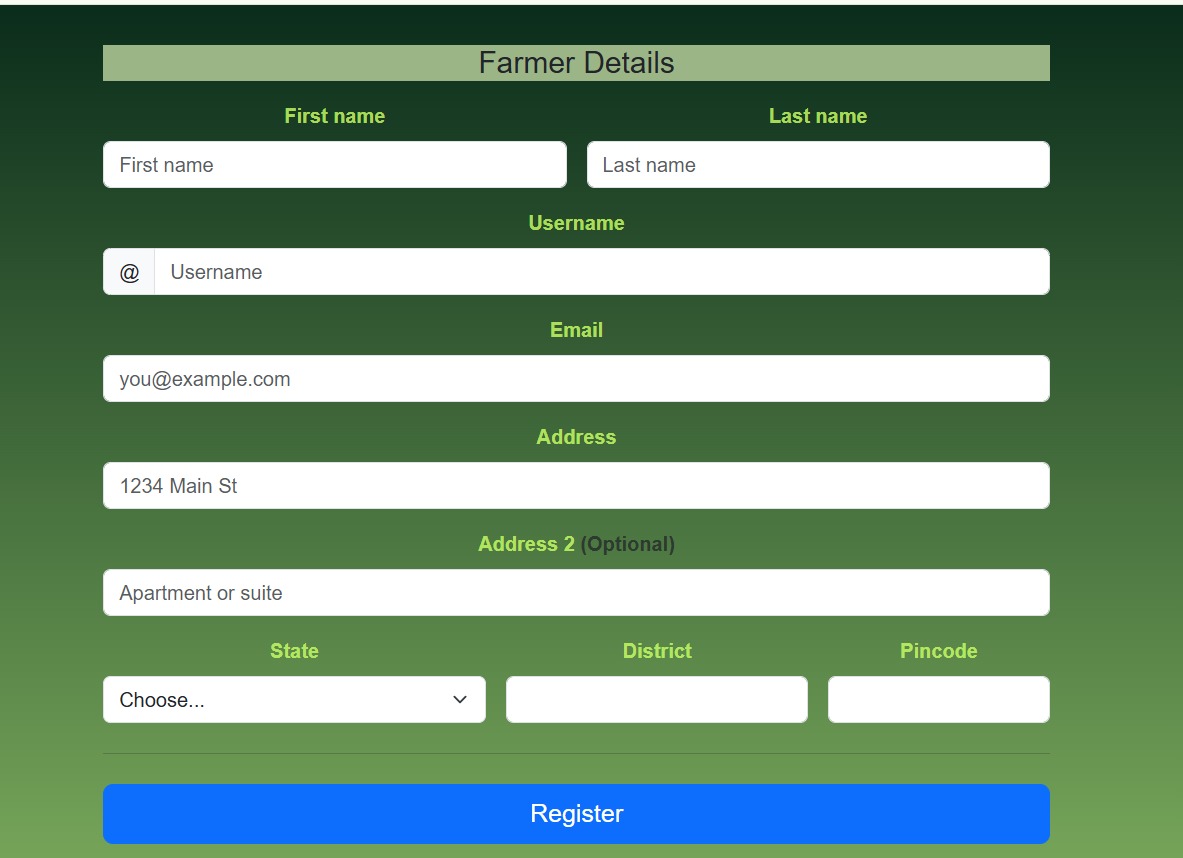 Farmer Details
First name Last name
First name Last name
Username
@ Username
Email
you@example.com
Address
1234 Main St
Address 2 (Optional)
Apartment or suite
State District Pincode
Choose...
Register